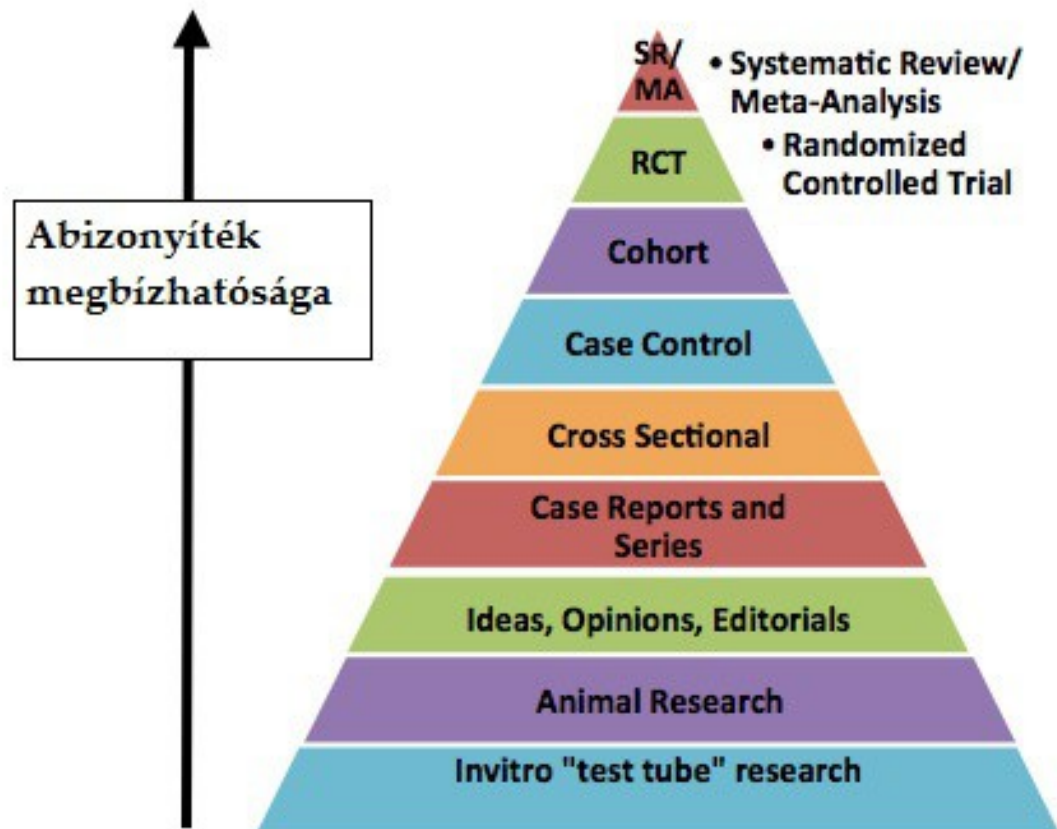 SR/
MA
• Systematic Review/
Meta-Analysis
RCT
• Randomized
Controlled Trial
Abizonyíték
megbízhatósága
Cohort
Case Control
Cross Sectional
Case Reports and
Series
Ideas, Opinions, Editorials
Animal Research
Invitro "test tube" research